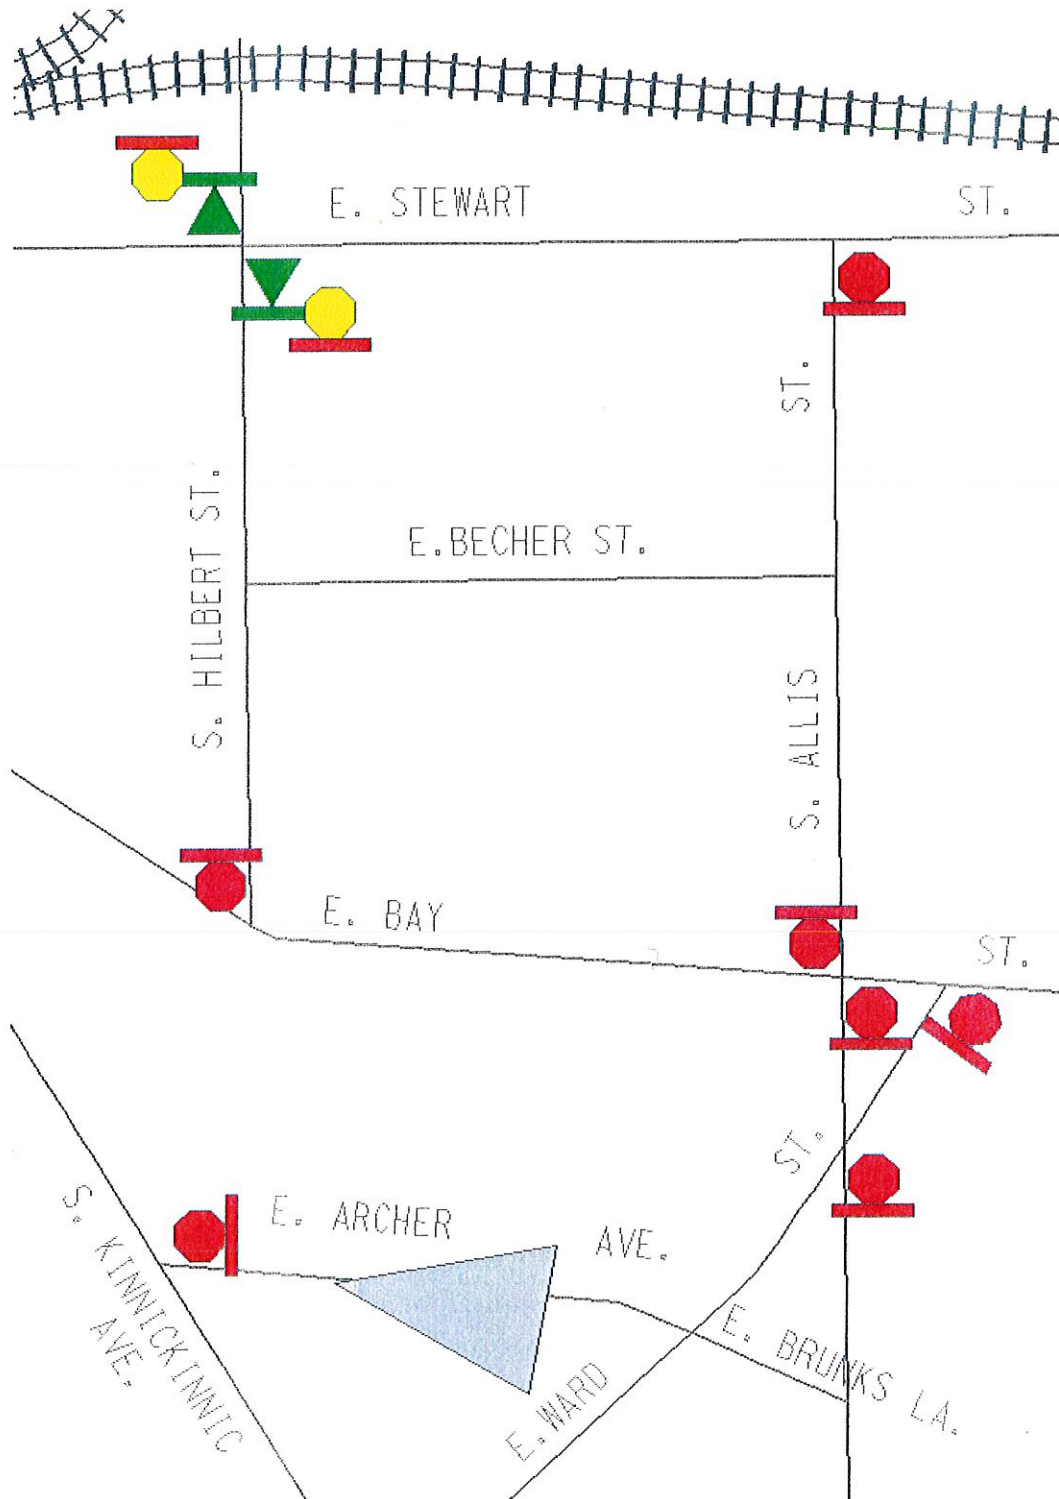 E. STEWART ST.
ST.
E.BECHER ST.
S. HILBERT ST.
S. ALLIS
E. BAY ST.
ST.
E. ARCHER AVE.
S. KINNICKINNIC
AVE.
E. BRUNKS LA.
E.WARD